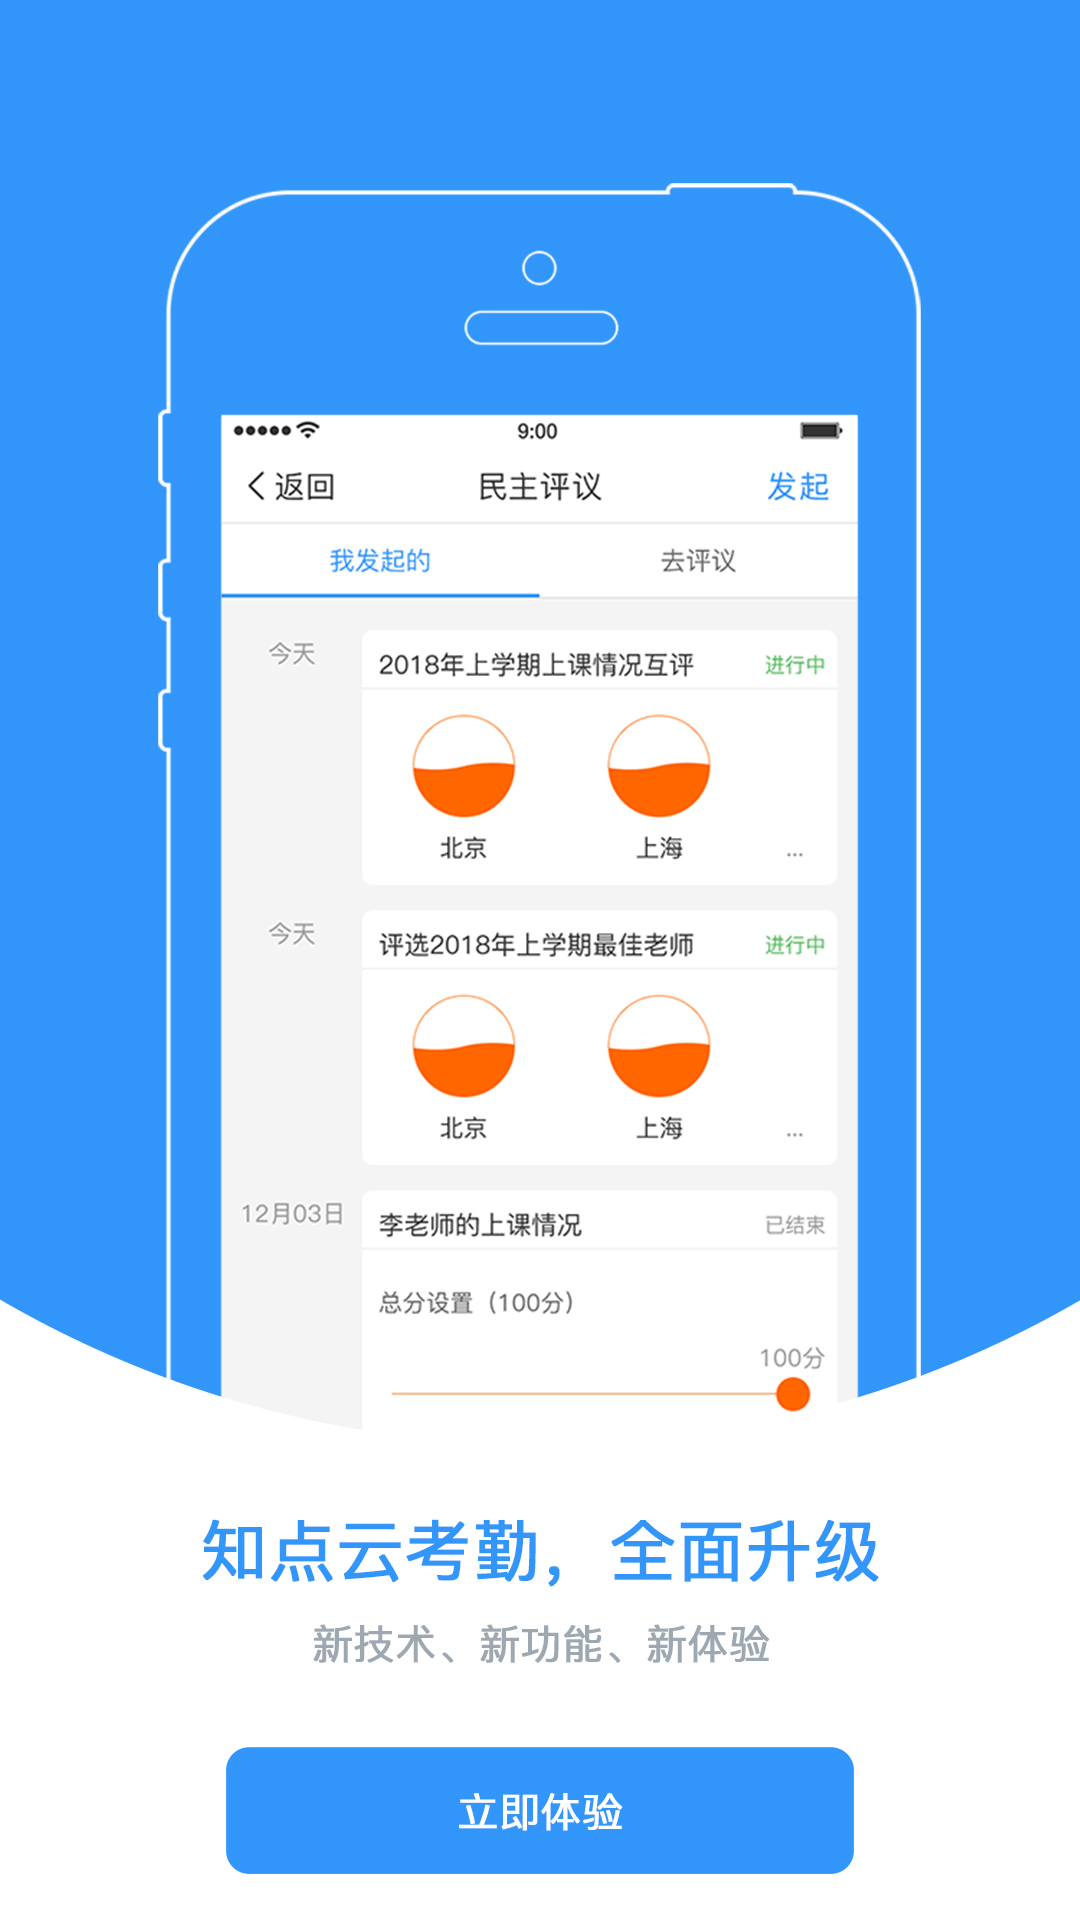 9:00
返回 民主评议 发起
我发起的 去评议
今天
2018年上学期上课情况互评 进行中
北京 上海 ...
今天
评选2018年上学期最佳老师 进行中
北京 上海 ...
12月03日
李老师的上课情况 已结束
总分设置（100分）
100分
知点云考勤，全面升级
新技术、新功能、新体验
立即体验